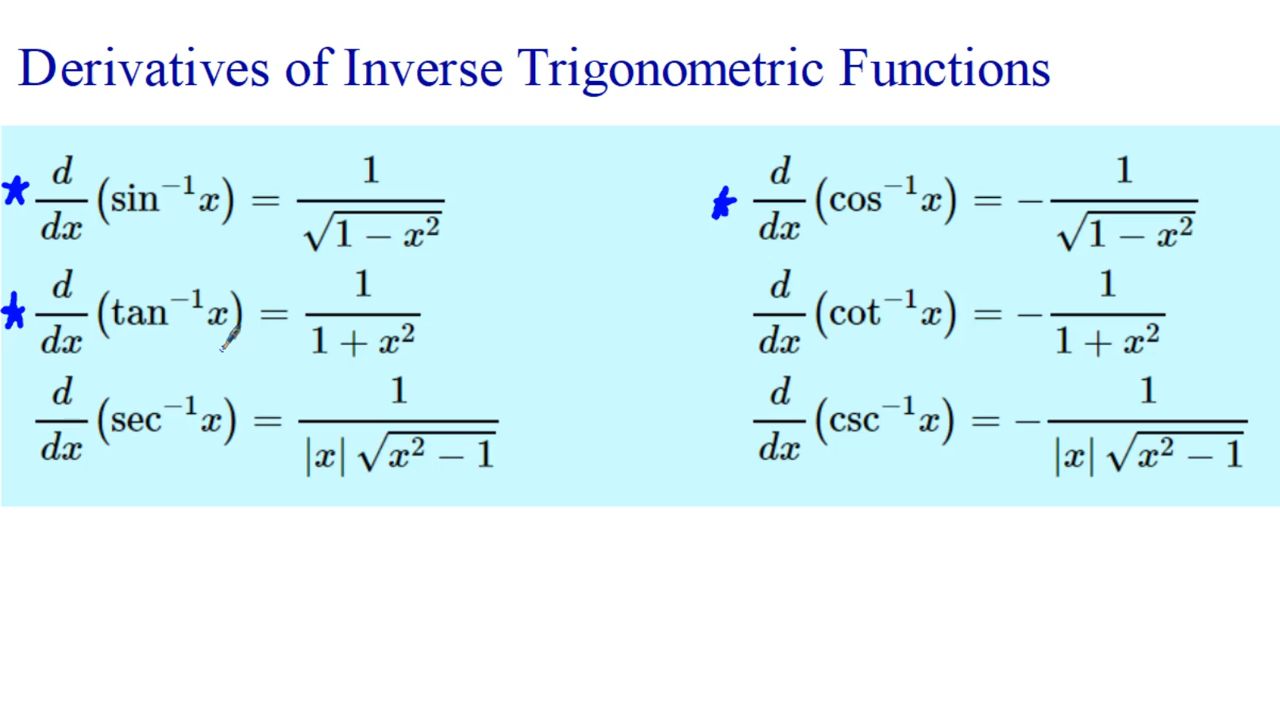 Derivatives of Inverse Trigonometric Functions
d/dx (sin⁻¹x) = 1/√(1 − x²)
d/dx (cos⁻¹x) = −1/√(1 − x²)
d/dx (tan⁻¹x) = 1/(1 + x²)
d/dx (cot⁻¹x) = −1/(1 + x²)
d/dx (sec⁻¹x) = 1/(|x|√(x² − 1))
d/dx (csc⁻¹x) = −1/(|x|√(x² − 1))